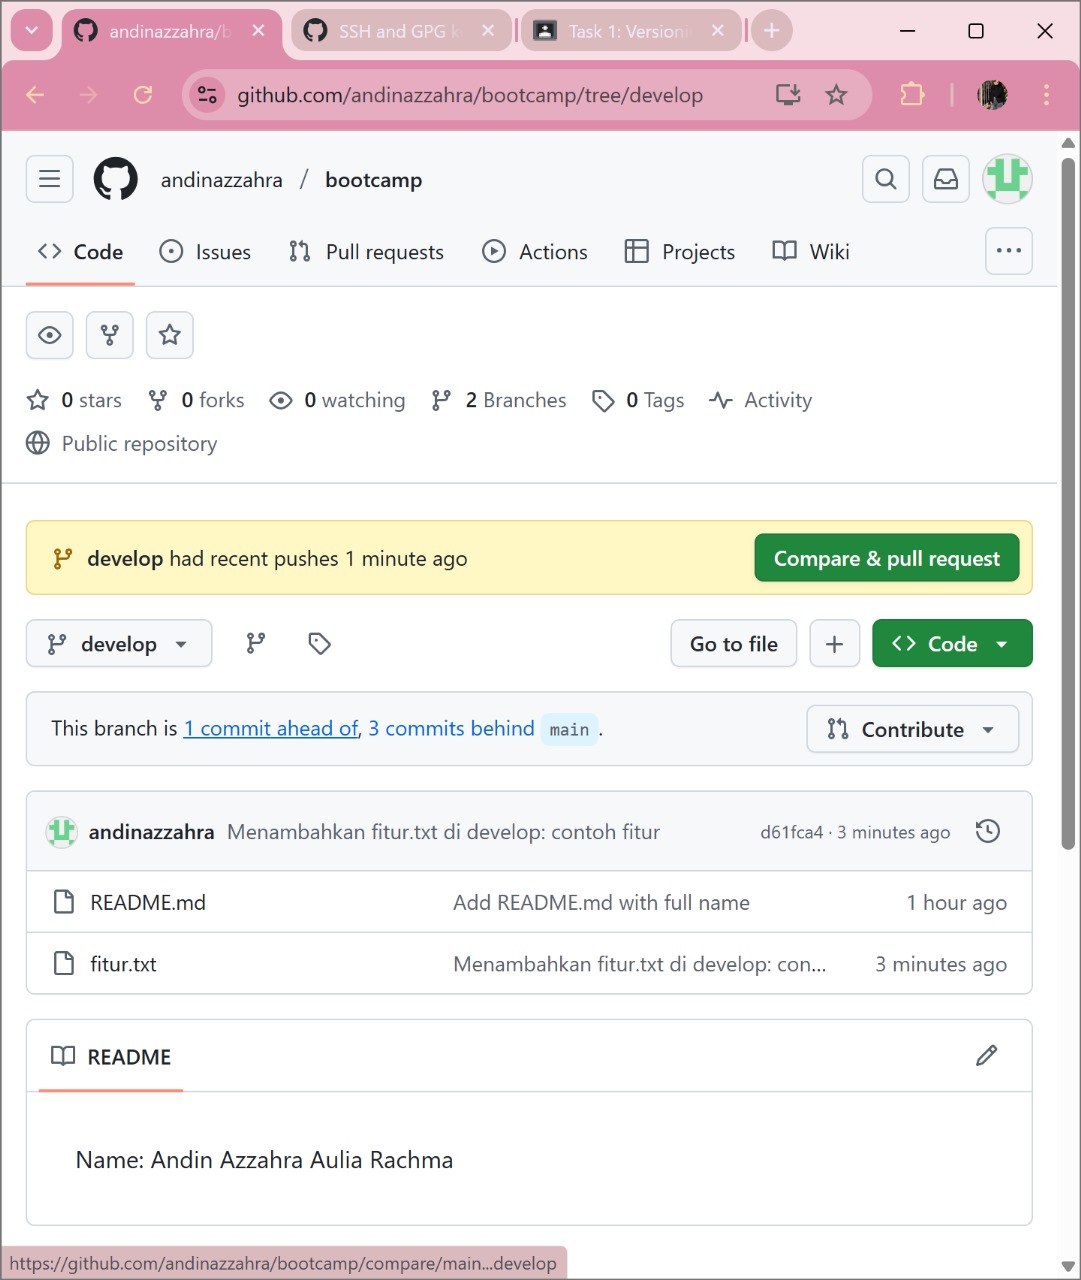 andinazzahra/b
SSH and GPG k
Task 1: Versionin
github.com/andinazzahra/bootcamp/tree/develop
andinazzahra / bootcamp
Code Issues Pull requests Actions Projects Wiki
0 stars 0 forks 0 watching 2 Branches 0 Tags Activity
Public repository
develop had recent pushes 1 minute ago Compare & pull request
develop Go to file Code
This branch is 1 commit ahead of, 3 commits behind main . Contribute
andinazzahra Menambahkan fitur.txt di develop: contoh fitur d61fca4 · 3 minutes ago
README.md Add README.md with full name 1 hour ago
fitur.txt Menambahkan fitur.txt di develop: con... 3 minutes ago
README
Name: Andin Azzahra Aulia Rachma
https://github.com/andinazzahra/bootcamp/compare/main...develop